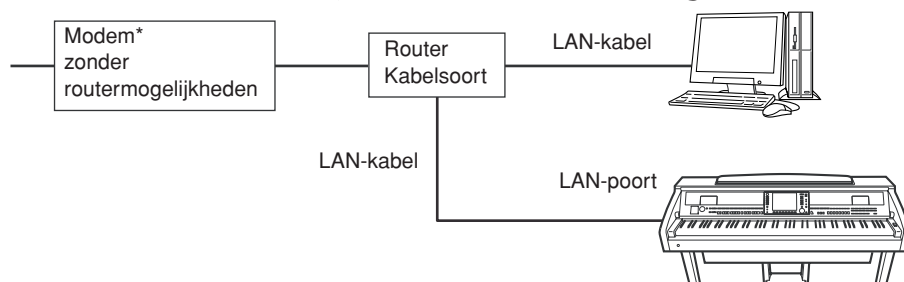 Modem*
zonder
routermogelijkheden
Router
Kabelsoort
LAN-kabel
LAN-kabel
LAN-poort